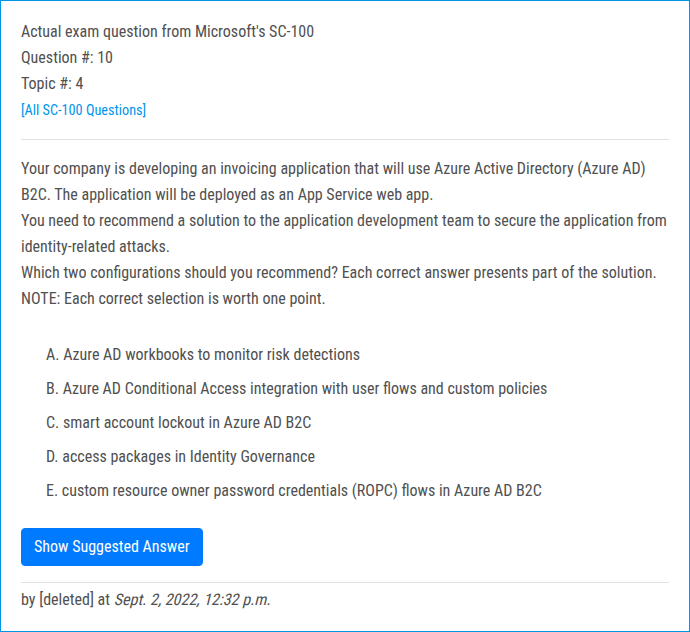 Actual exam question from Microsoft's SC-100
Question #: 10
Topic #: 4
[All SC-100 Questions]
Your company is developing an invoicing application that will use Azure Active Directory (Azure AD)
B2C. The application will be deployed as an App Service web app.
You need to recommend a solution to the application development team to secure the application from
identity-related attacks.
Which two configurations should you recommend? Each correct answer presents part of the solution.
NOTE: Each correct selection is worth one point.
A. Azure AD workbooks to monitor risk detections
B. Azure AD Conditional Access integration with user flows and custom policies
C. smart account lockout in Azure AD B2C
D. access packages in Identity Governance
E. custom resource owner password credentials (ROPC) flows in Azure AD B2C
Show Suggested Answer
by [deleted] at Sept. 2, 2022, 12:32 p.m.